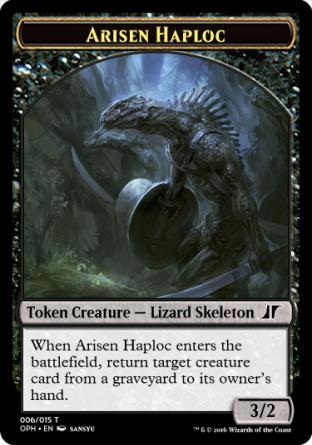 Arisen Haploc
Token Creature — Lizard Skeleton
When Arisen Haploc enters the
battlefield, return target creature
card from a graveyard to its owner's
hand.
3/2
006/015 T
OPH • EN SANSYU
™ & © 2016 Wizards of the Coast